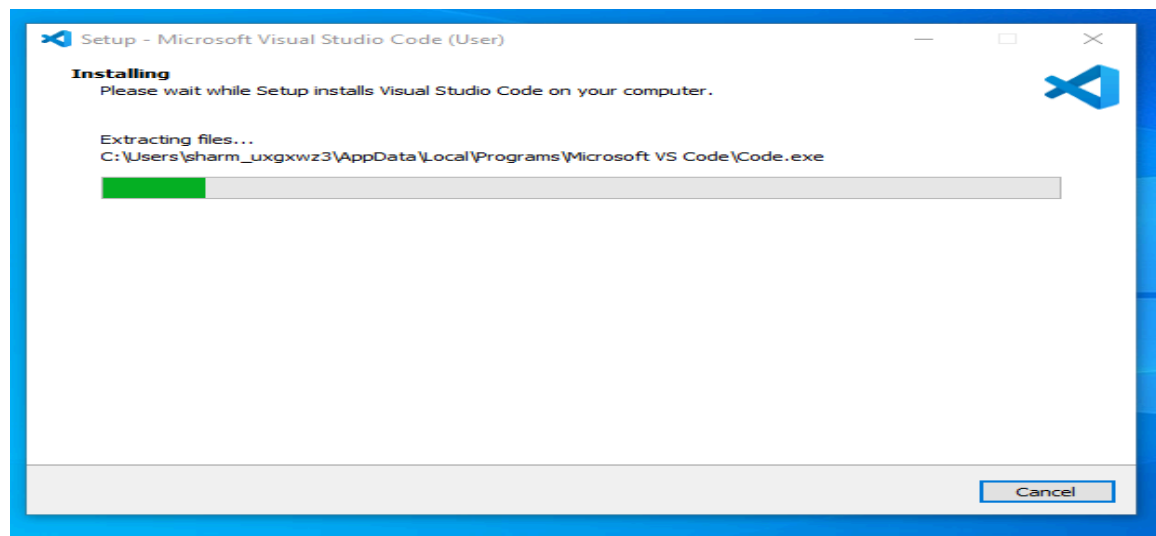 Setup - Microsoft Visual Studio Code (User)
Installing
Please wait while Setup installs Visual Studio Code on your computer.
Extracting files...
C:\Users\sharm_uxgxwz3\AppData\Local\Programs\Microsoft VS Code\Code.exe
Cancel